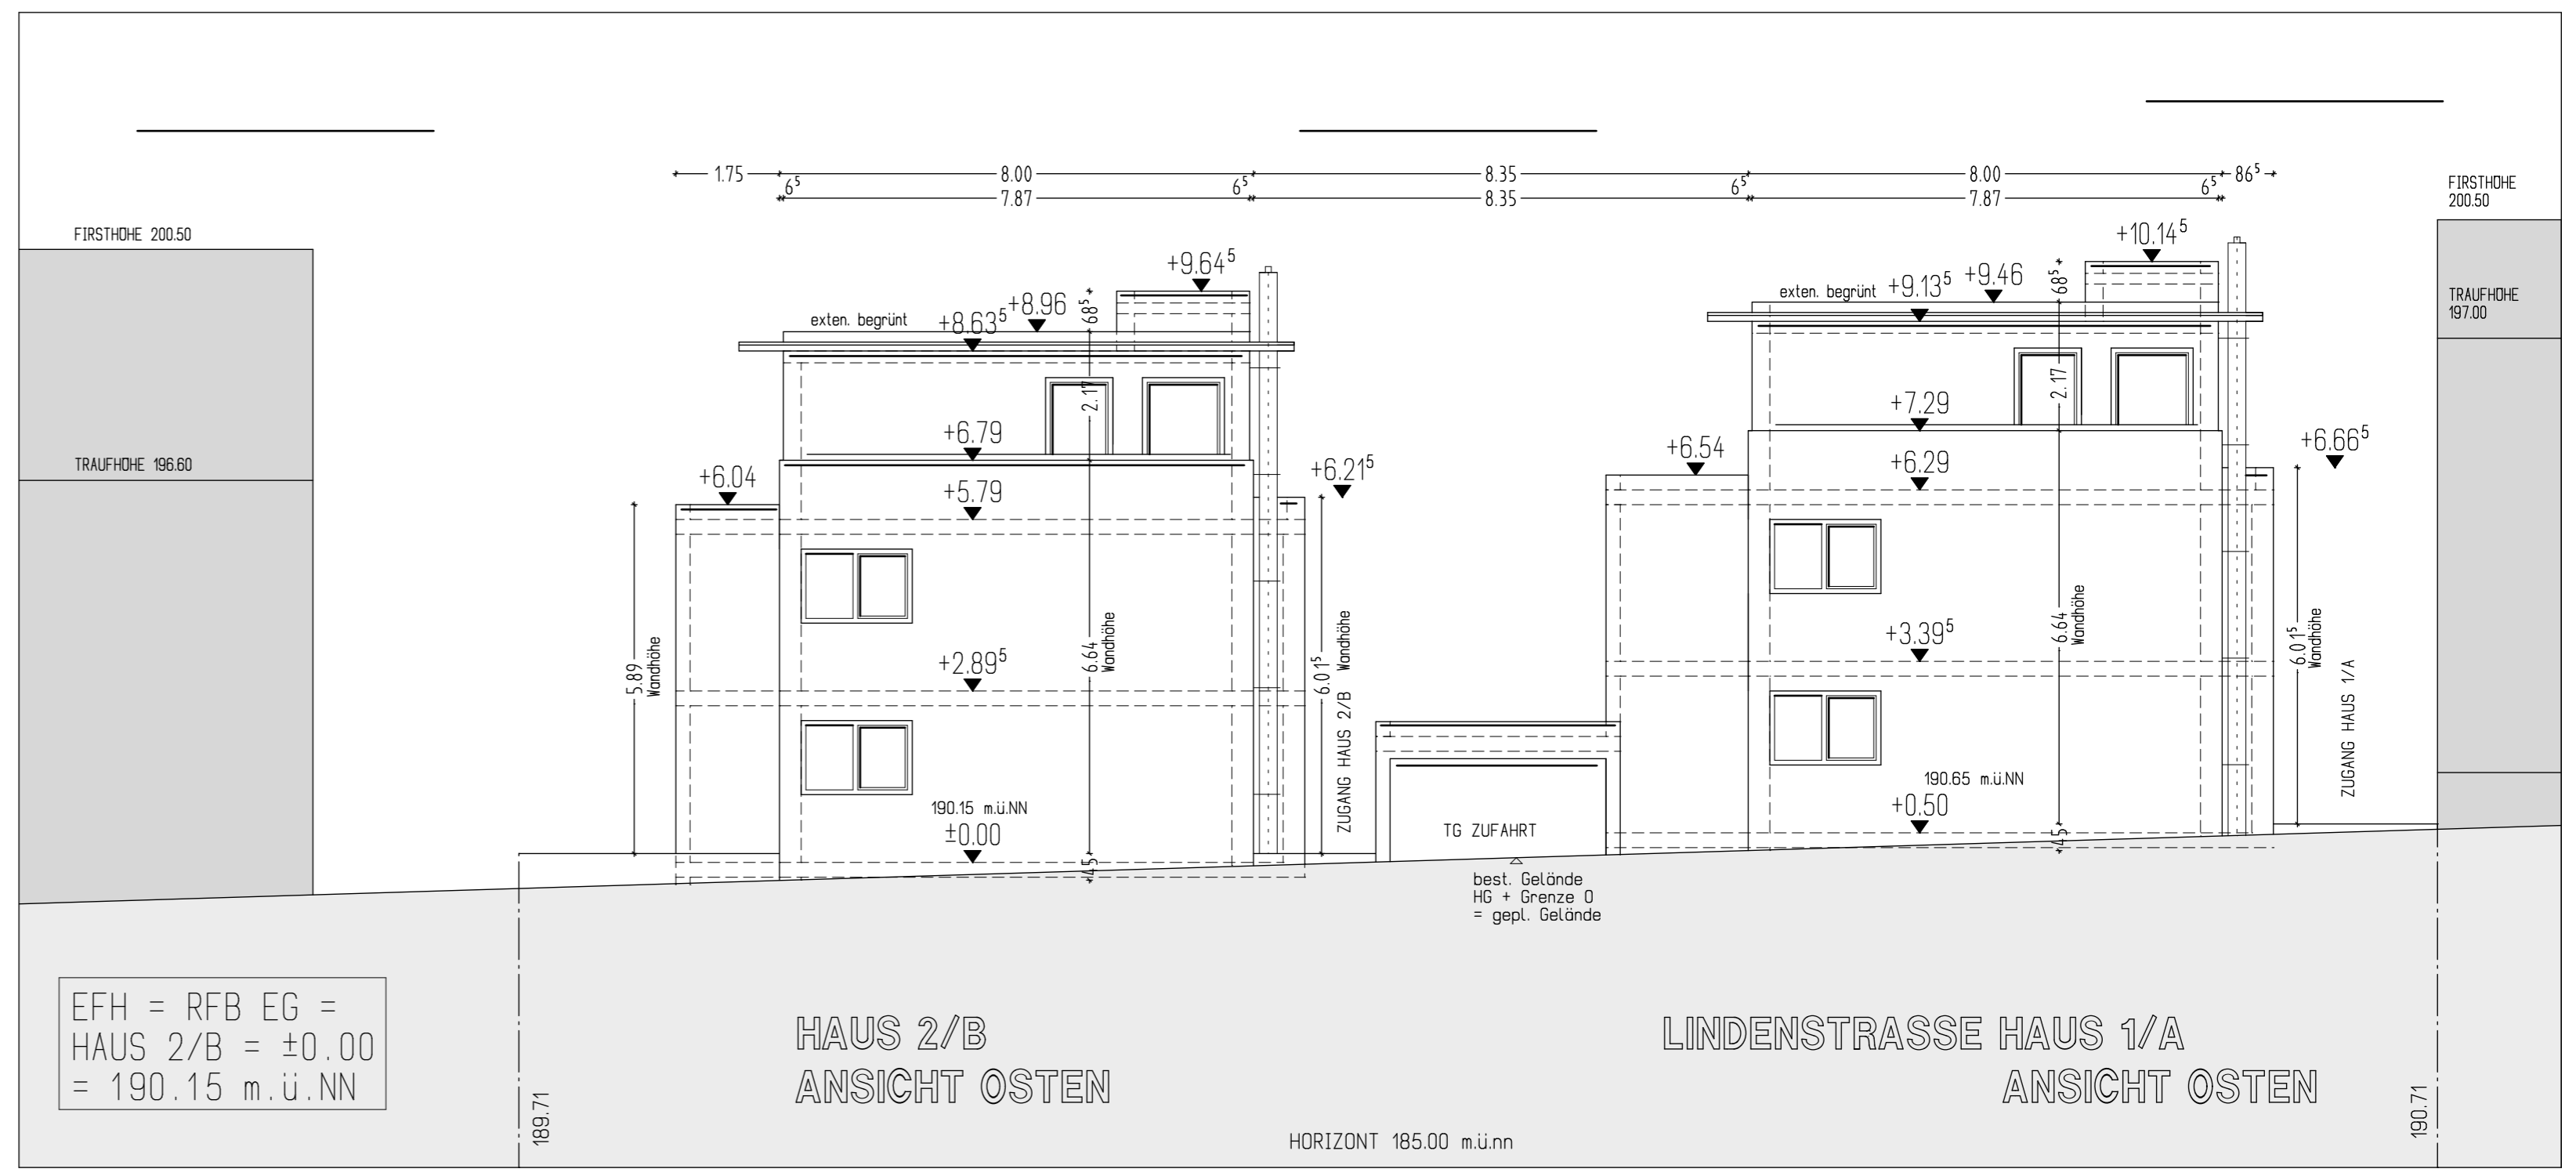 1.75
8.00
8.35
8.00
86⁵
6⁵
7.87
6⁵
8.35
6⁵
7.87
6⁵
FIRSTHÖHE 200.50
TRAUFHÖHE 196.60
FIRSTHÖHE
200.50
TRAUFHÖHE
197.00
+9.64⁵
+8.96
68⁵
exten. begrünt
+8.63⁵
2.17
+6.79
+6.04
+6.21⁵
+5.79
5.89
Wandhöhe
+2.89⁵
6.64
Wandhöhe
6.01⁵
Wandhöhe
ZUGANG HAUS 2/B
190.15 m.ü.NN
±0.00
45
+10.14⁵
+9.46
68⁵
exten. begrünt
+9.13⁵
2.17
+7.29
+6.54
+6.66⁵
+6.29
+3.39⁵
6.64
Wandhöhe
6.01⁵
Wandhöhe
ZUGANG HAUS 1/A
190.65 m.ü.NN
+0.50
45
TG ZUFAHRT
best. Gelände
HG + Grenze O
= gepl. Gelände
EFH = RFB EG =
HAUS 2/B = ±0.00
= 190.15 m.ü.NN
HAUS 2/B
ANSICHT OSTEN
LINDENSTRASSE HAUS 1/A
ANSICHT OSTEN
189.71
190.71
HORIZONT 185.00 m.ü.nn